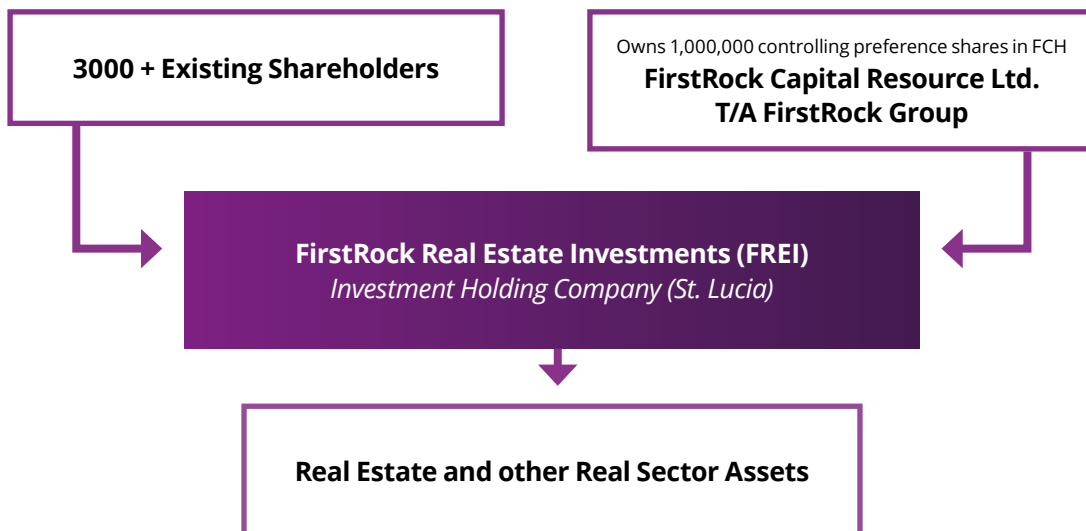 3000 + Existing Shareholders
Owns 1,000,000 controlling preference shares in FCH
FirstRock Capital Resource Ltd.
T/A FirstRock Group
FirstRock Real Estate Investments (FREI)
Investment Holding Company (St. Lucia)
Real Estate and other Real Sector Assets